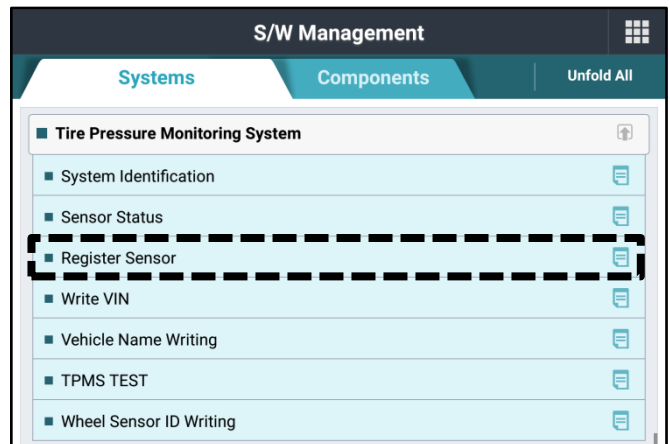 S/W Management
Systems
Components
Unfold All
Tire Pressure Monitoring System
System Identification
Sensor Status
Register Sensor
Write VIN
Vehicle Name Writing
TPMS TEST
Wheel Sensor ID Writing